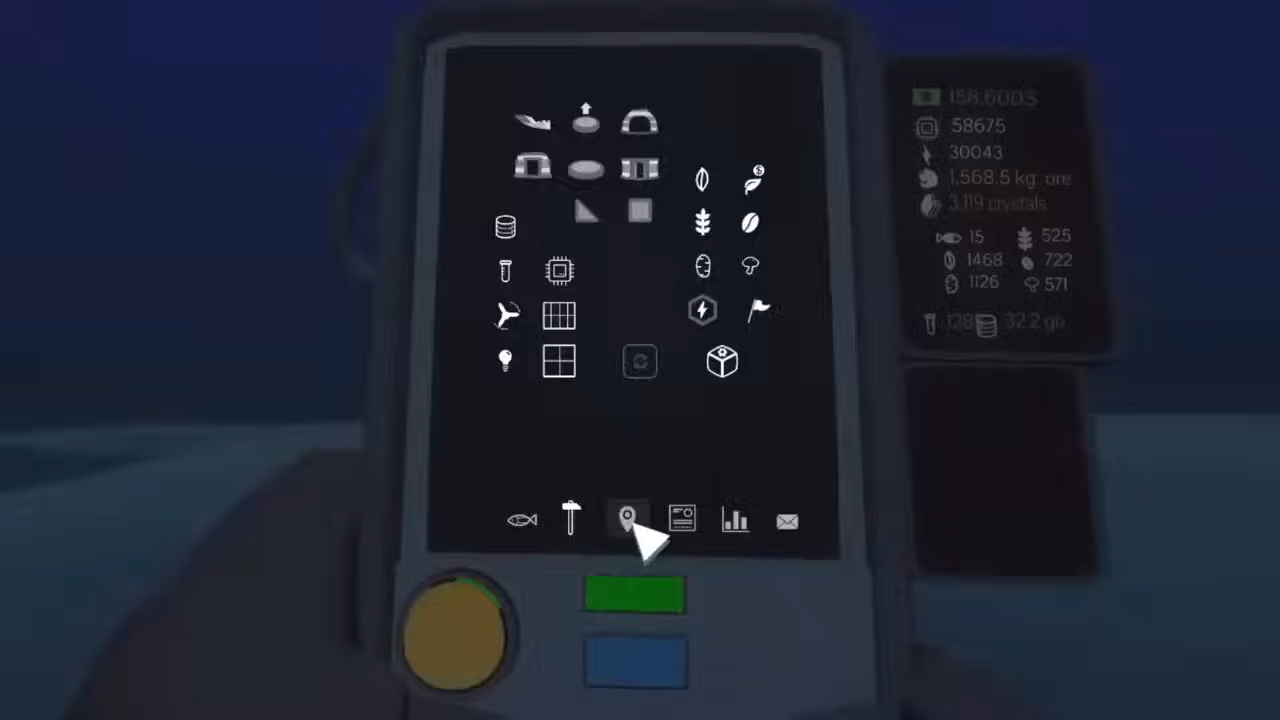 158.600$
58675
30043
1,568.5 kg ore
3,119 crystals
15 525
1468 722
1126 571
128 32.2 go